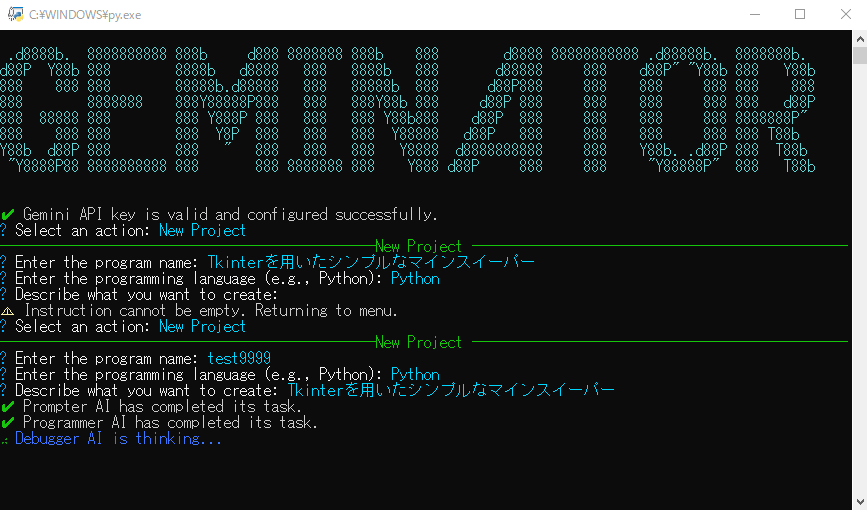 C:¥WINDOWS¥py.exe
GEMINATOR
✔ Gemini API key is valid and configured successfully.
? Select an action: New Project
New Project
? Enter the program name: Tkinterを用いたシンプルなマインスイーパー
? Enter the programming language (e.g., Python): Python
? Describe what you want to create:
⚠ Instruction cannot be empty. Returning to menu.
? Select an action: New Project
New Project
? Enter the program name: test9999
? Enter the programming language (e.g., Python): Python
? Describe what you want to create: Tkinterを用いたシンプルなマインスイーパー
✔ Prompter AI has completed its task.
✔ Programmer AI has completed its task.
Debugger AI is thinking...